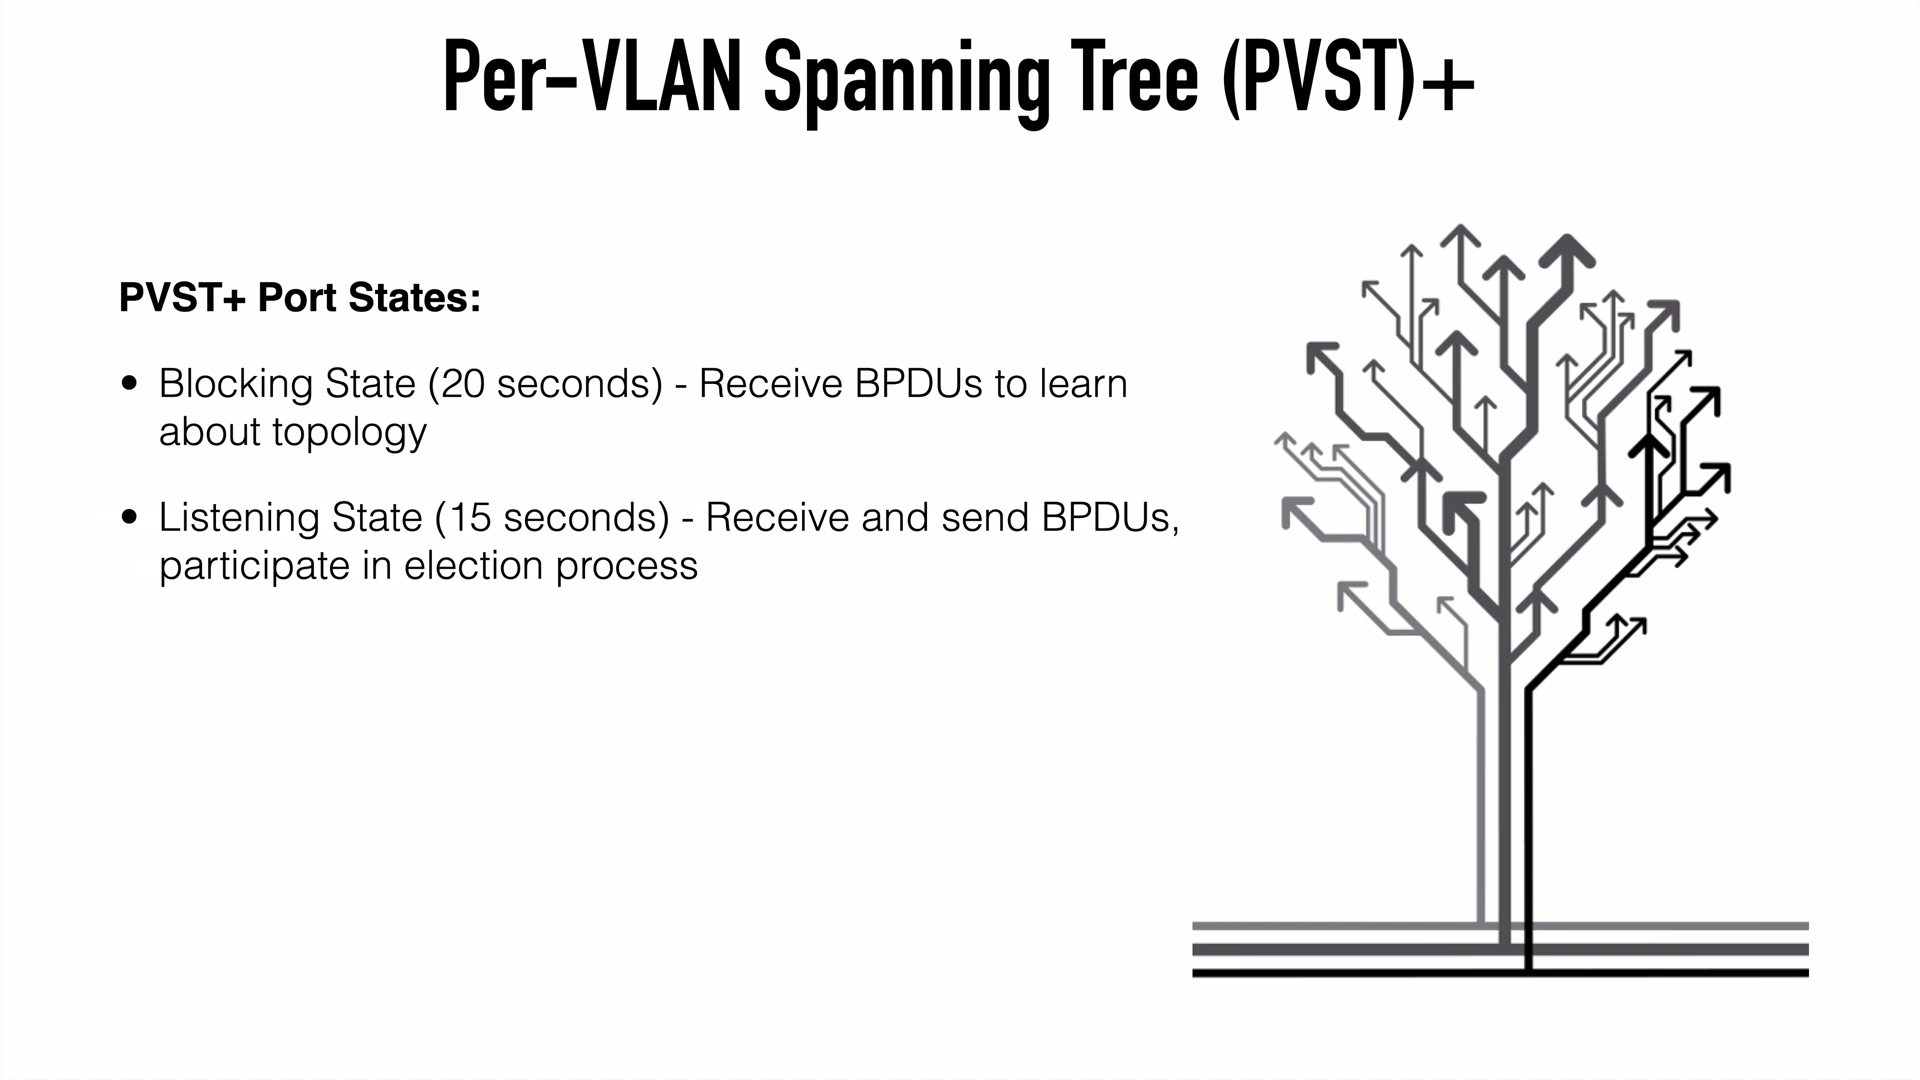 Per-VLAN Spanning Tree (PVST)+
PVST+ Port States:
• Blocking State (20 seconds) - Receive BPDUs to learn
about topology
• Listening State (15 seconds) - Receive and send BPDUs,
participate in election process